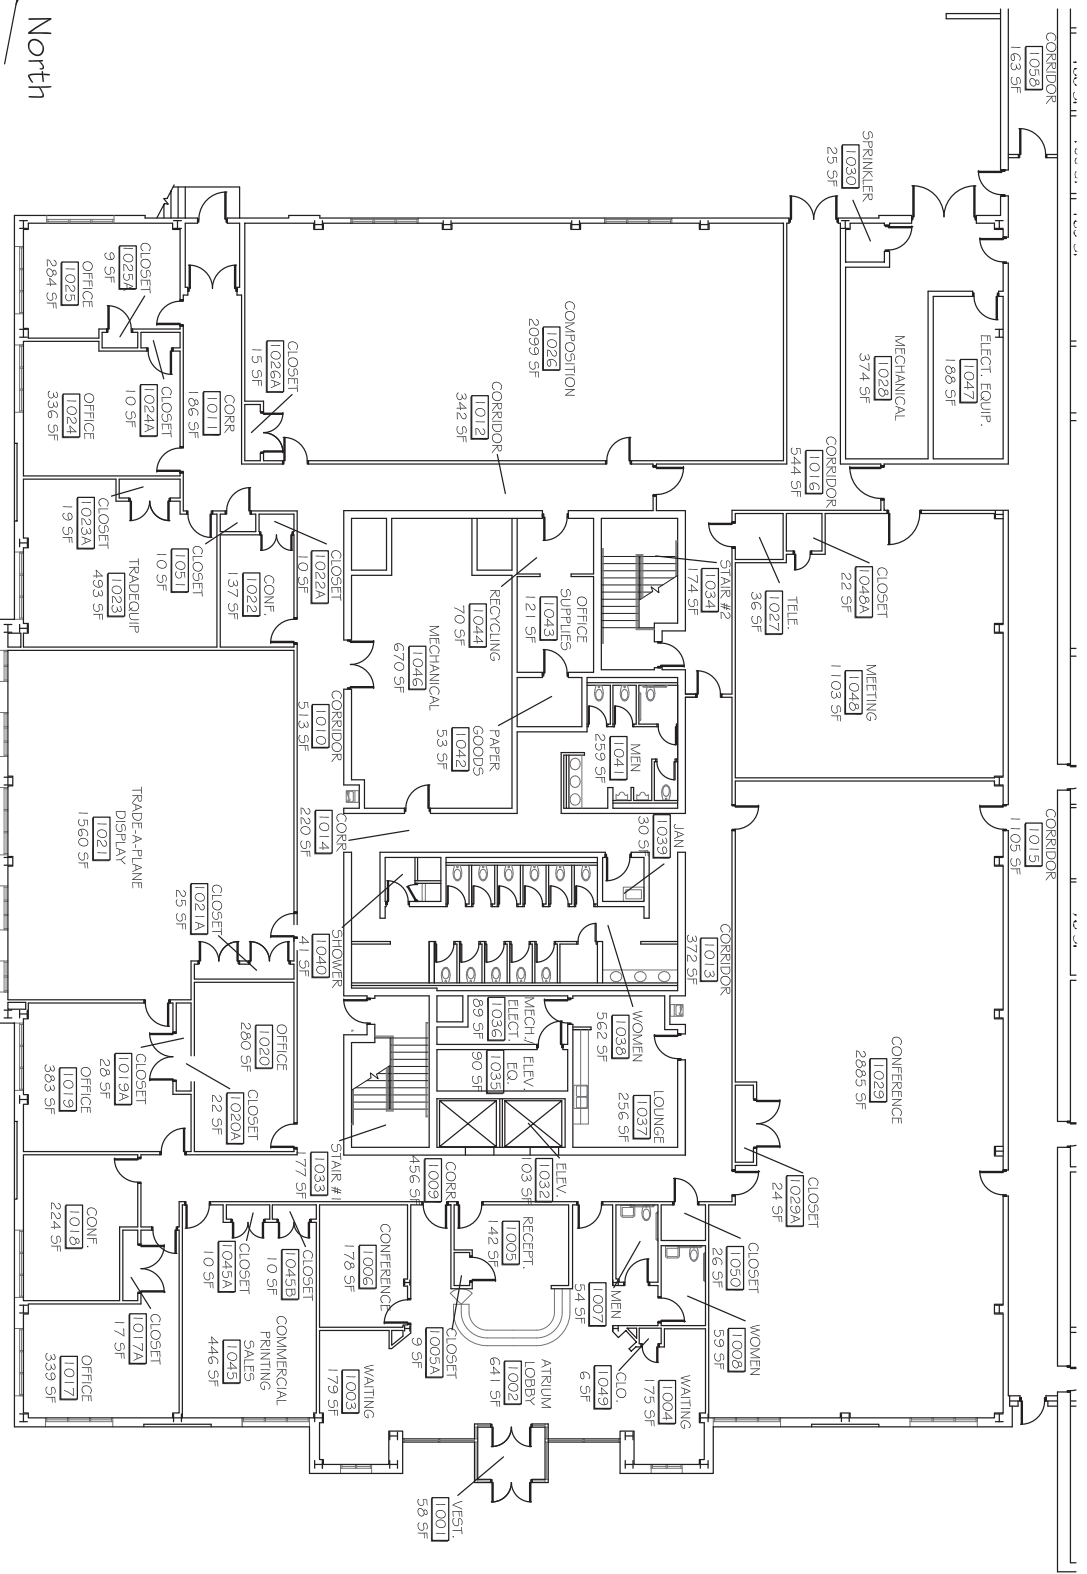 North
CORRIDOR
1058
163 SF
SPRINKLER
1030
25 SF
ELECT. EQUIP.
1047
188 SF
MECHANICAL
1028
374 SF
COMPOSITION
1026
2099 SF
CLOSET
1026A
15 SF
CORRIDOR
1012
342 SF
CORRIDOR
1016
544 SF
CORR
1011
186 SF
CLOSET
1025A
9 SF
OFFICE
1025
284 SF
CLOSET
1024A
10 SF
OFFICE
1024
336 SF
CLOSET
1023A
19 SF
TRADEQUIP
1023
493 SF
CLOSET
1051
10 SF
CLOSET
1022A
10 SF
CONF.
1022
137 SF
STAIR #2
1034
174 SF
TELE.
1027
36 SF
CLOSET
1048A
22 SF
MEETING
1048
1103 SF
OFFICE
SUPPLIES
1043
121 SF
RECYCLING
1044
70 SF
MECHANICAL
1046
670 SF
PAPER
GOODS
1042
53 SF
MEN
1041
259 SF
CORRIDOR
1010
513 SF
CORR
1014
220 SF
JAN
1039
30 SF
CORRIDOR
1015
1105 SF
TRADE-A-PLANE
DISPLAY
1021
1560 SF
CLOSET
1021A
25 SF
SHOWER
1040
41 SF
CORRIDOR
1013
372 SF
WOMEN
1038
562 SF
MECH./
ELECT.
1036
89 SF
ELEV.
EQ.
1035
90 SF
LOUNGE
1037
256 SF
CONFERENCE
1029
2885 SF
OFFICE
1020
280 SF
CLOSET
1019A
28 SF
OFFICE
1019
383 SF
CLOSET
1020A
22 SF
STAIR #1
1033
177 SF
CORR
1009
456 SF
ELEV.
1032
103 SF
CLOSET
1029A
24 SF
CONF.
1018
224 SF
CLOSET
1045A
10 SF
CLOSET
1045B
10 SF
CONFERENCE
1006
178 SF
RECEPT.
1005
142 SF
MEN
1007
54 SF
CLOSET
1050
26 SF
WOMEN
1008
59 SF
CLOSET
1017A
17 SF
OFFICE
1017
339 SF
COMMERCIAL
PRINTING
SALES
1045
446 SF
CLOSET
1005A
9 SF
WAITING
1003
179 SF
ATRIUM
LOBBY
1002
641 SF
CLO.
1049
6 SF
WAITING
1004
175 SF
VEST.
1001
58 SF